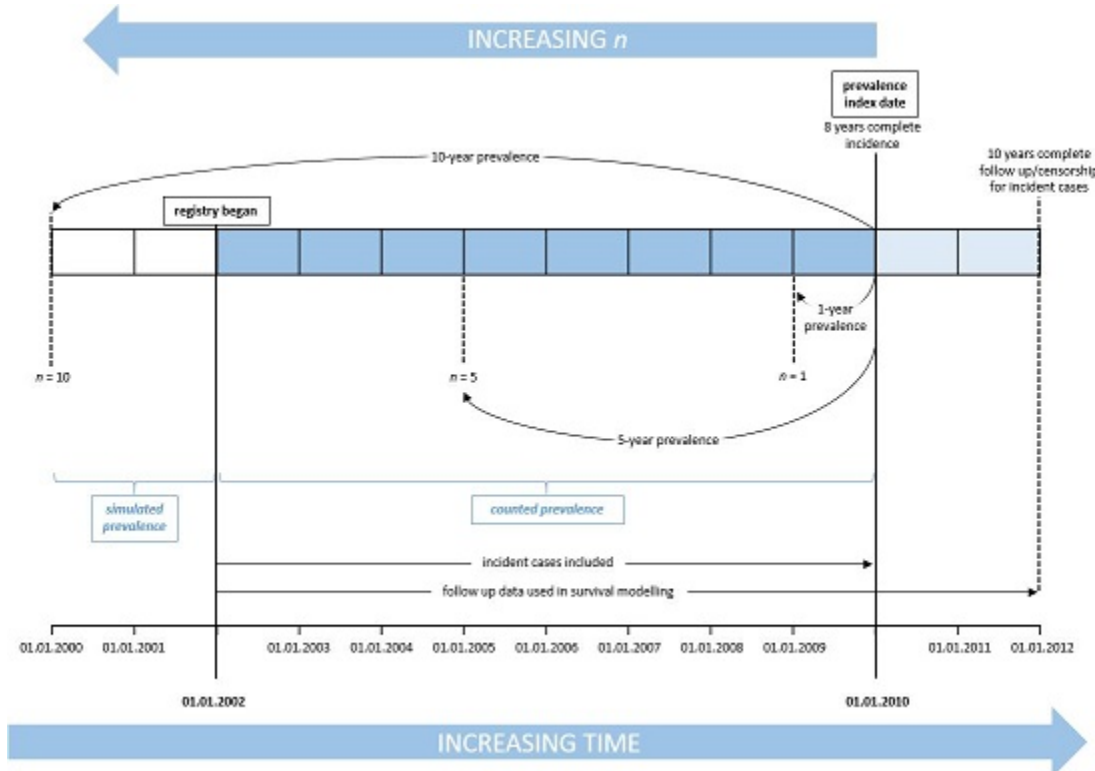 INCREASING n
prevalence
index date
8 years complete
incidence
10 years complete
follow up/censorship
for incident cases
10-year prevalence
registry began
1-year
prevalence
n = 10
n = 5
n = 1
5-year prevalence
simulated
prevalence
counted prevalence
incident cases included
follow up data used in survival modelling
01.01.2000
01.01.2001
01.01.2003
01.01.2004
01.01.2005
01.01.2006
01.01.2007
01.01.2008
01.01.2009
01.01.2011
01.01.2012
01.01.2002
01.01.2010
INCREASING TIME